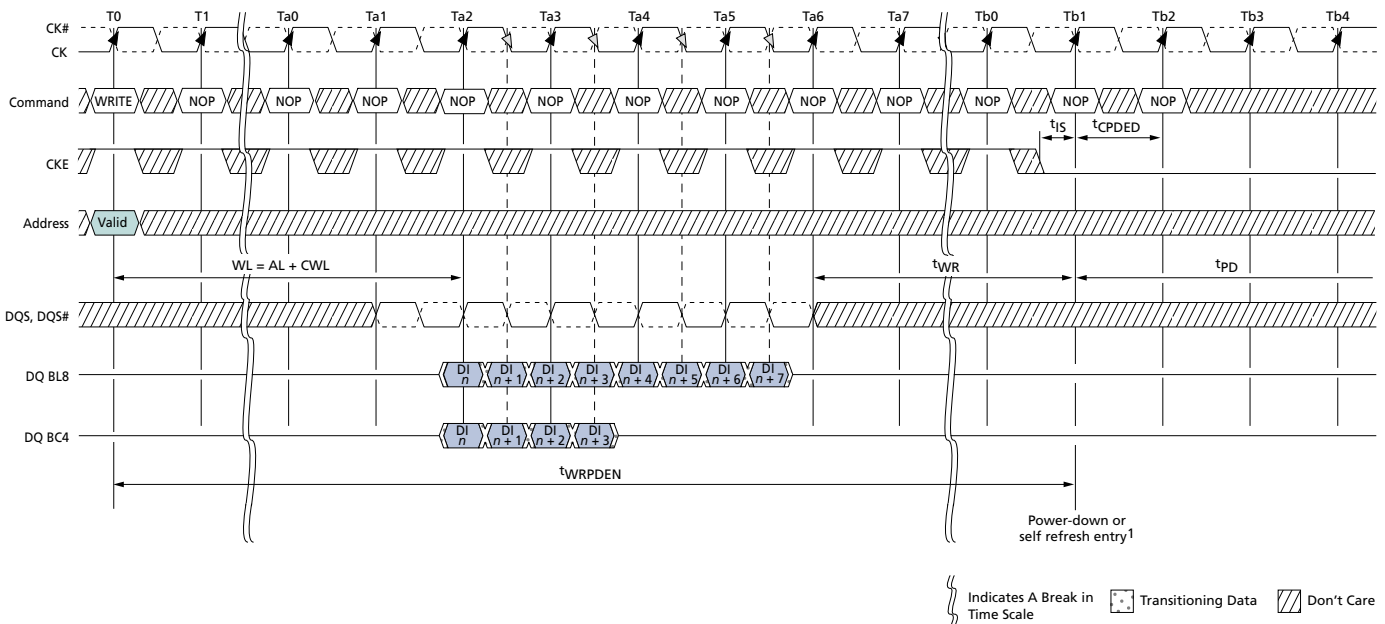 T0 T1 Ta0 Ta1 Ta2 Ta3 Ta4 Ta5 Ta6 Ta7 Tb0 Tb1 Tb2 Tb3 Tb4
CK#
CK
Command WRITE NOP NOP NOP NOP NOP NOP NOP NOP NOP NOP NOP NOP
tIS tCPDED
CKE
Address Valid
WL = AL + CWL tWR tPD
DQS, DQS#
DQ BL8 DI n DI n + 1 DI n + 2 DI n + 3 DI n + 4 DI n + 5 DI n + 6 DI n + 7
DQ BC4 DI n DI n + 1 DI n + 2 DI n + 3
tWRPDEN
Power-down or
self refresh entry1
Indicates A Break in
Time Scale
Transitioning Data
Don't Care